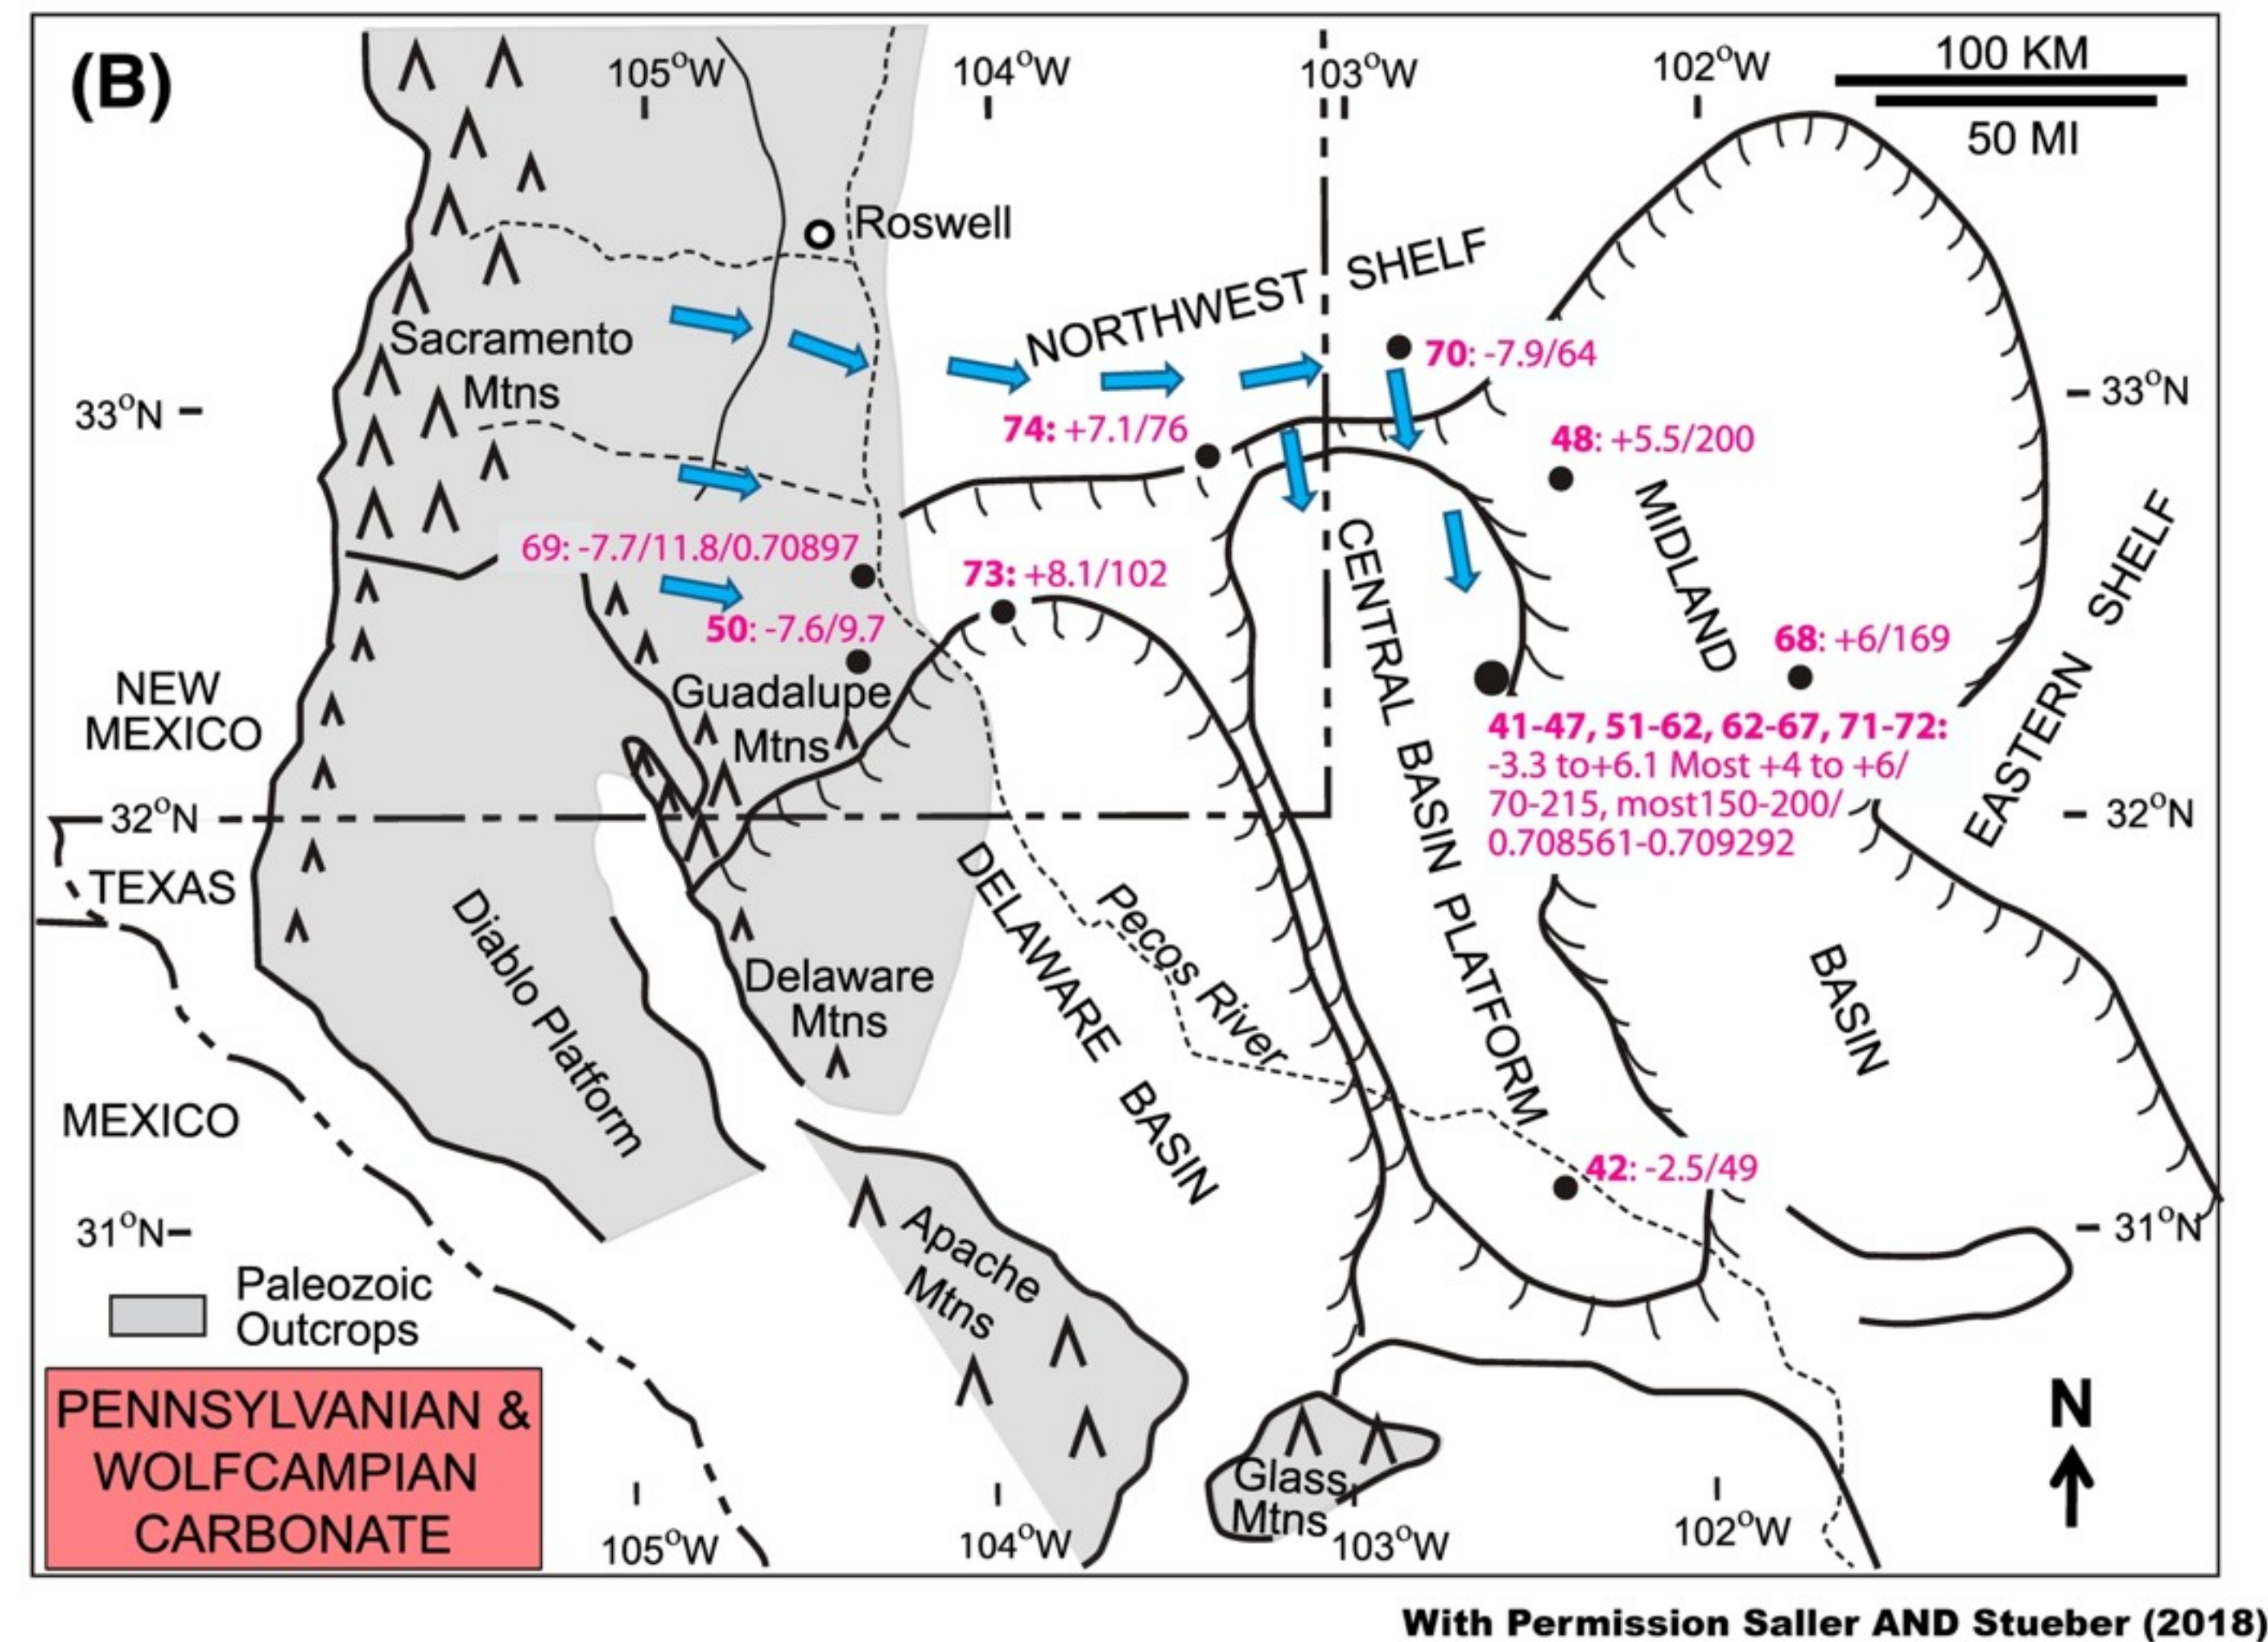 (B)
105°W
104°W
103°W
102°W
100 KM
50 MI
Roswell
NORTHWEST SHELF
Sacramento
Mtns
70: -7.9/64
33°N
33°N
74: +7.1/76
48: +5.5/200
69: -7.7/11.8/0.70897
73: +8.1/102
50: -7.6/9.7
MIDLAND
EASTERN SHELF
68: +6/169
NEW
MEXICO
Guadalupe
Mtns
CENTRAL BASIN PLATFORM
41-47, 51-62, 62-67, 71-72:
-3.3 to+6.1 Most +4 to +6/
70-215, most150-200/
0.708561-0.709292
32°N
32°N
TEXAS
Diablo Platform
DELAWARE BASIN
Pecos River
Delaware
Mtns
BASIN
MEXICO
42: -2.5/49
31°N
31°N
Apache
Mtns
Paleozoic
Outcrops
PENNSYLVANIAN &
WOLFCAMPIAN
CARBONATE
Glass
Mtns
N
105°W
104°W
103°W
102°W
With Permission Saller AND Stueber (2018)